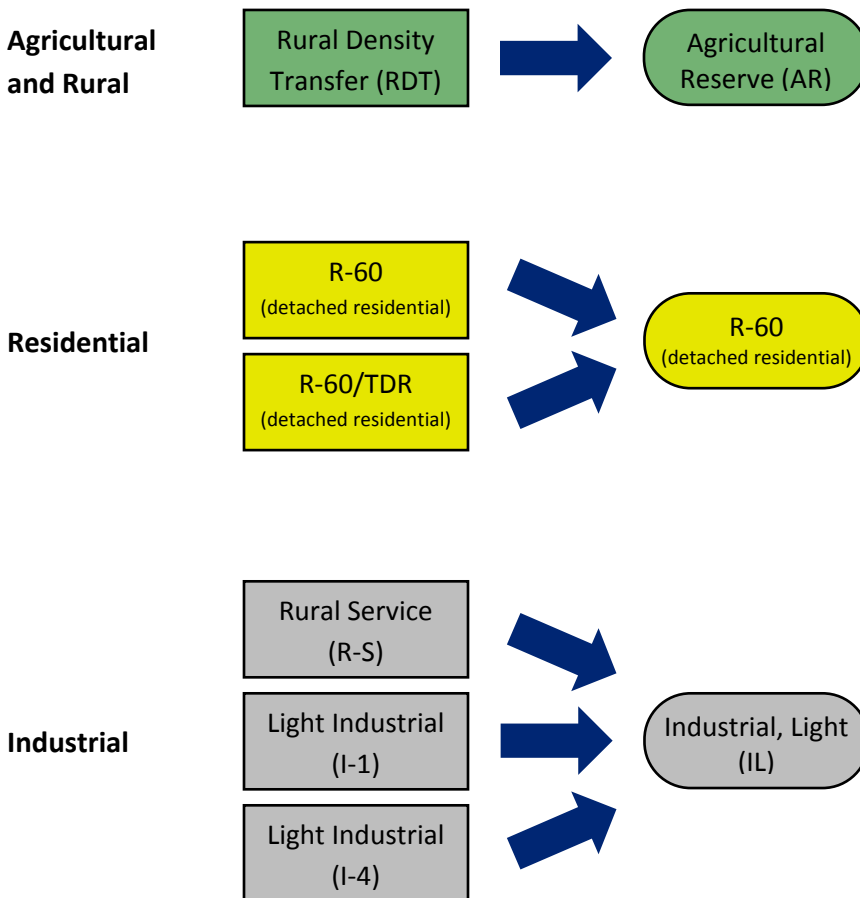 Agricultural
and Rural
Rural Density
Transfer (RDT)
Agricultural
Reserve (AR)
Residential
R-60
(detached residential)
R-60/TDR
(detached residential)
R-60
(detached residential)
Industrial
Rural Service
(R-S)
Light Industrial
(I-1)
Light Industrial
(I-4)
Industrial, Light
(IL)